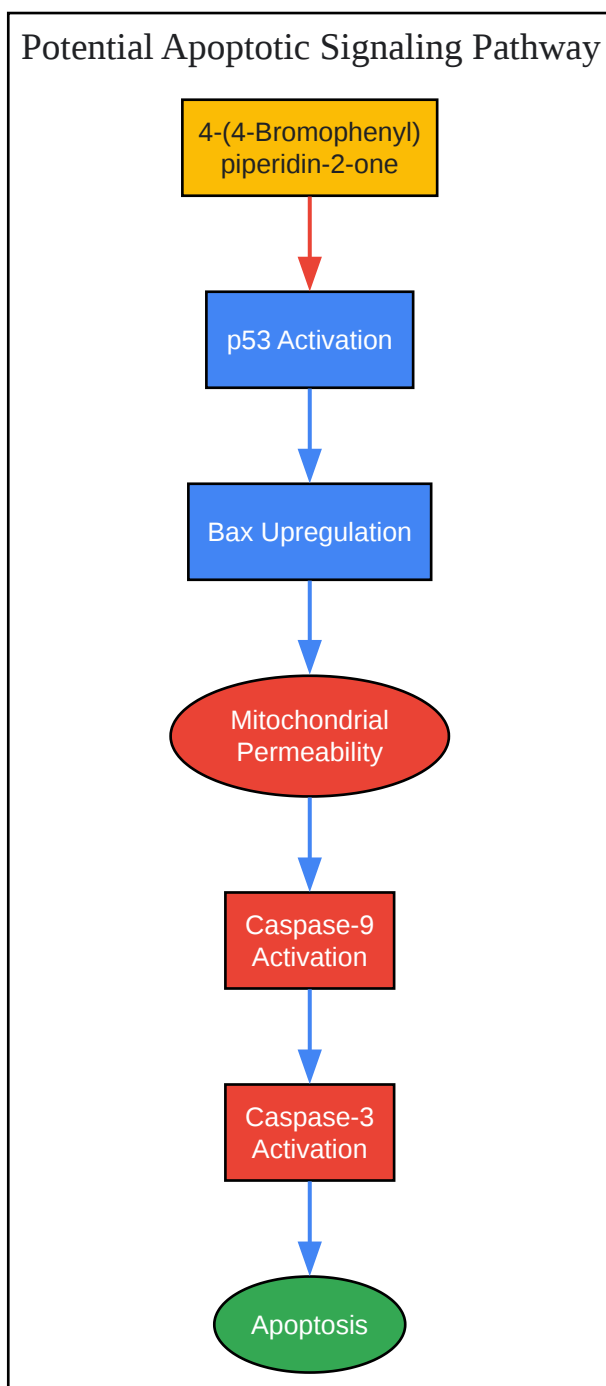 Potential Apoptotic Signaling Pathway
4-(4-Bromophenyl)
piperidin-2-one
p53 Activation
Bax Upregulation
Mitochondrial
Permeability
Caspase-9
Activation
Caspase-3
Activation
Apoptosis